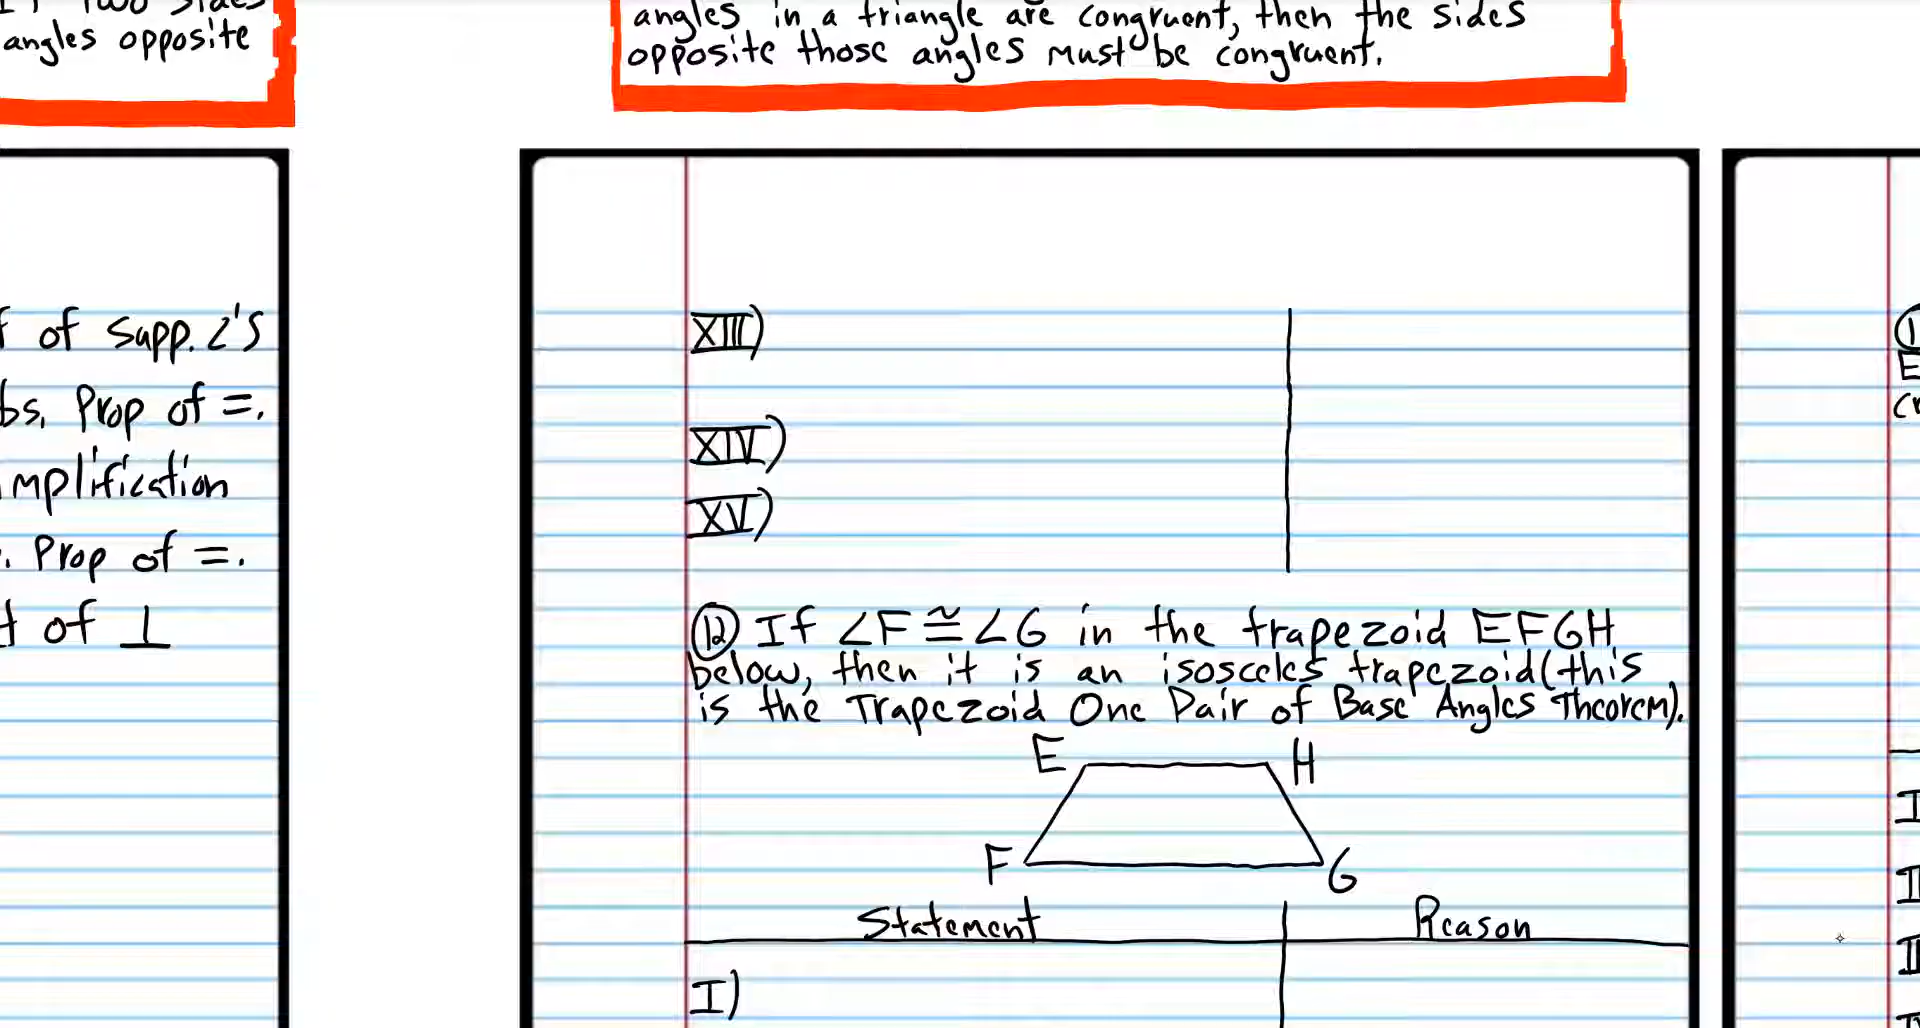 Two sides
angles opposite
angles in a triangle are congruent, then the sides
opposite those angles must be congruent.
of Supp. ∠'s
Prop of =.
Prop of =.
of ⊥
XIII)
XIV)
XV)
⑫ If ∠F ≅ ∠G in the trapezoid EFGH
below, then it is an isosceles trapezoid (this
is the Trapezoid One Pair of Base Angles Theorem).
E H
F G
Statement Reason
I)